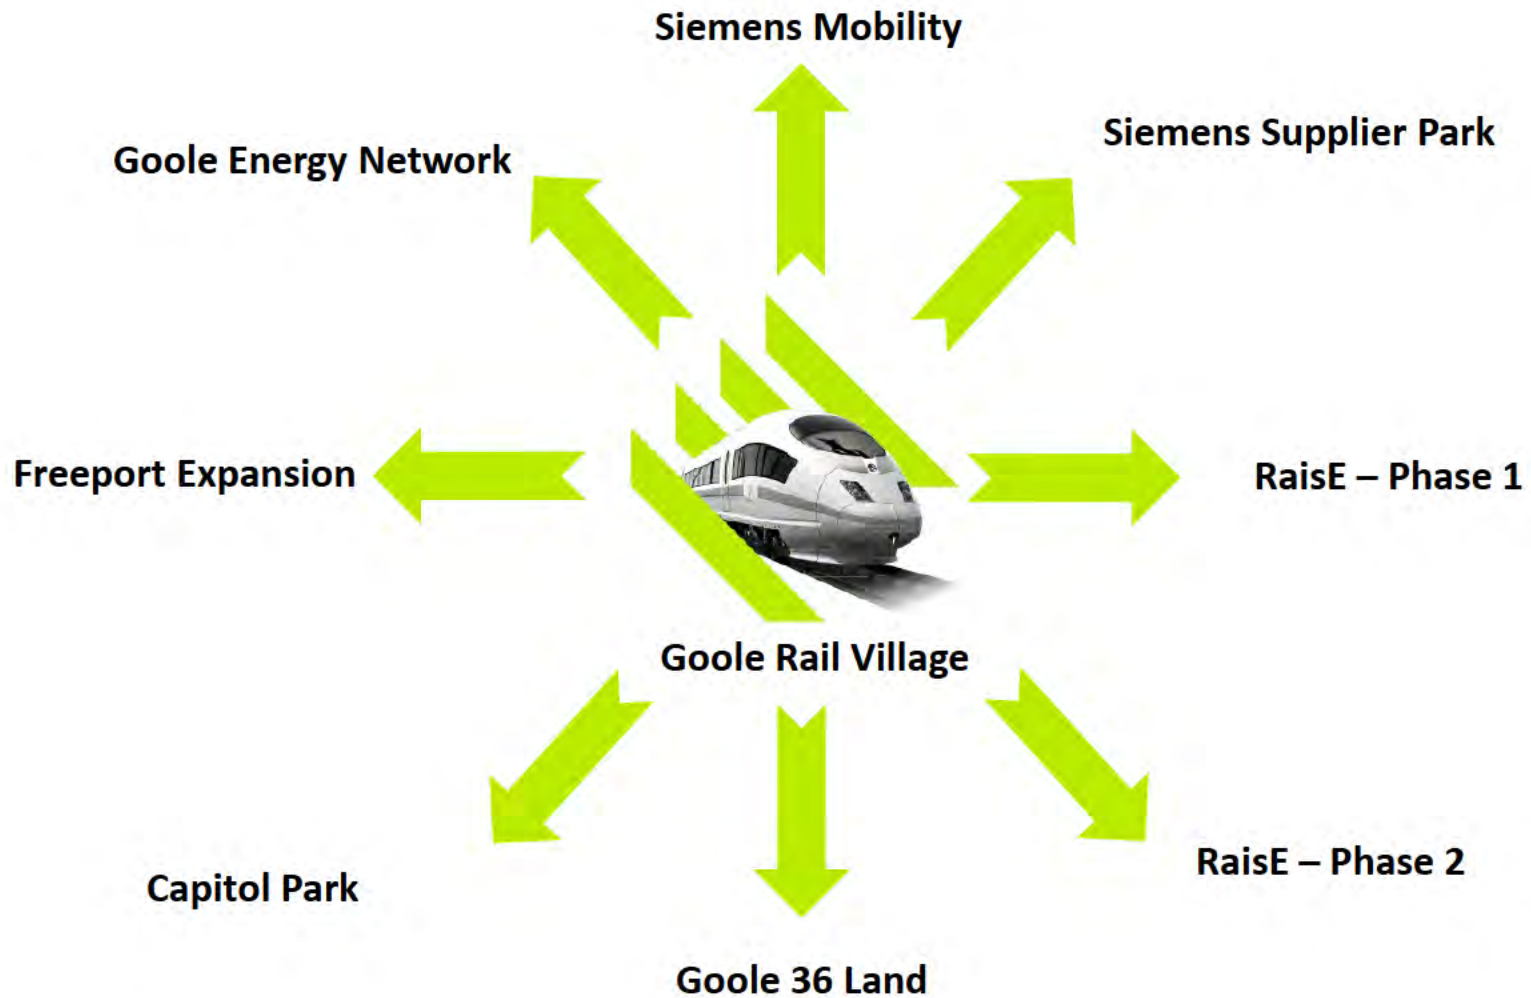 Siemens Mobility
Siemens Supplier Park
Goole Energy Network
Freeport Expansion
RaisE – Phase 1
Goole Rail Village
RaisE – Phase 2
Capitol Park
Goole 36 Land